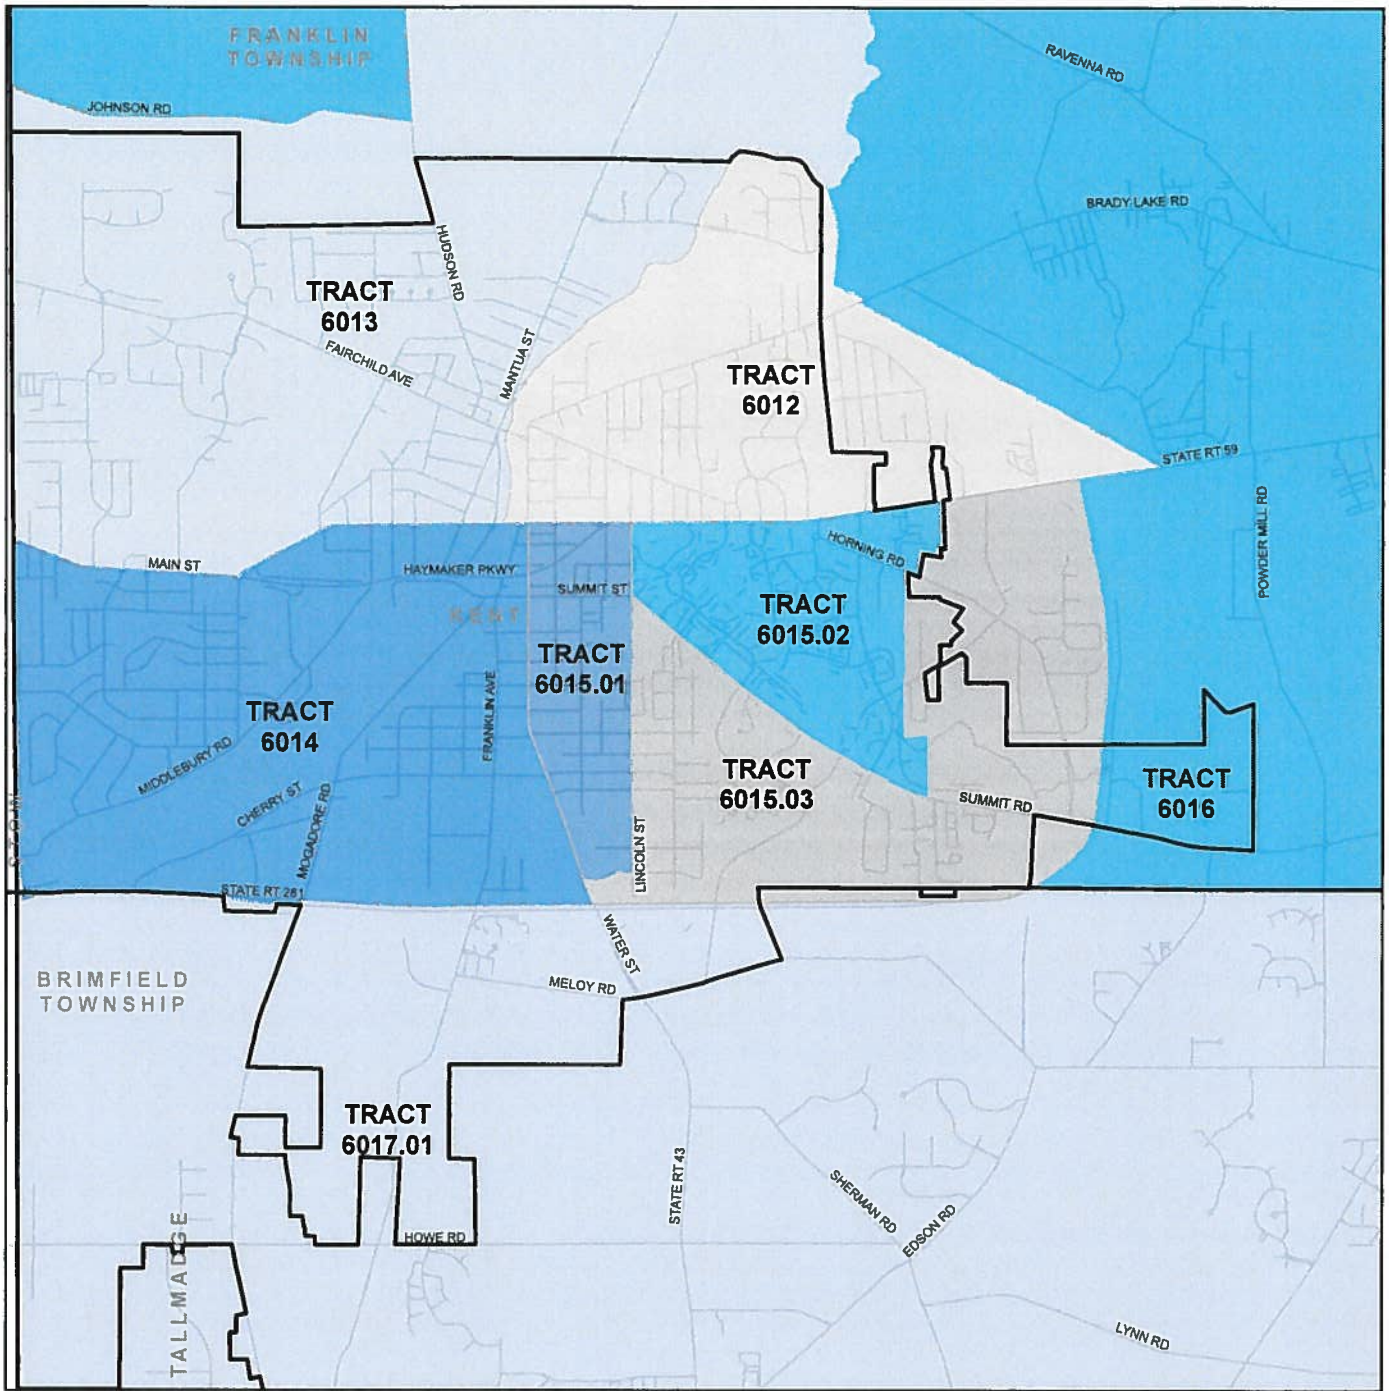 FRANKLIN
TOWNSHIP
RAVENNA RD
JOHNSON RD
BRADY LAKE RD
HUDSON RD
TRACT
6013
FAIRCHILD AVE
MANTUA ST
TRACT
6012
STATE RT 59
POWDER MILL RD
HORNING RD
MAIN ST
HAYMAKER PKWY
SUMMIT ST
KENT
TRACT
6015.02
TRACT
6015.01
FRANKLIN AVE
TRACT
6014
MIDDLEBURY RD
TRACT
6015.03
TRACT
6016
SUMMIT RD
CHERRY ST
MOGADORE RD
STOW
LINCOLN ST
STATE RT 261
WATER ST
BRIMFIELD
TOWNSHIP
MELOY RD
TRACT
6017.01
STATE RT 43
SHERMAN RD
EDSON RD
HOWE RD
TALLMADGE
LYNN RD